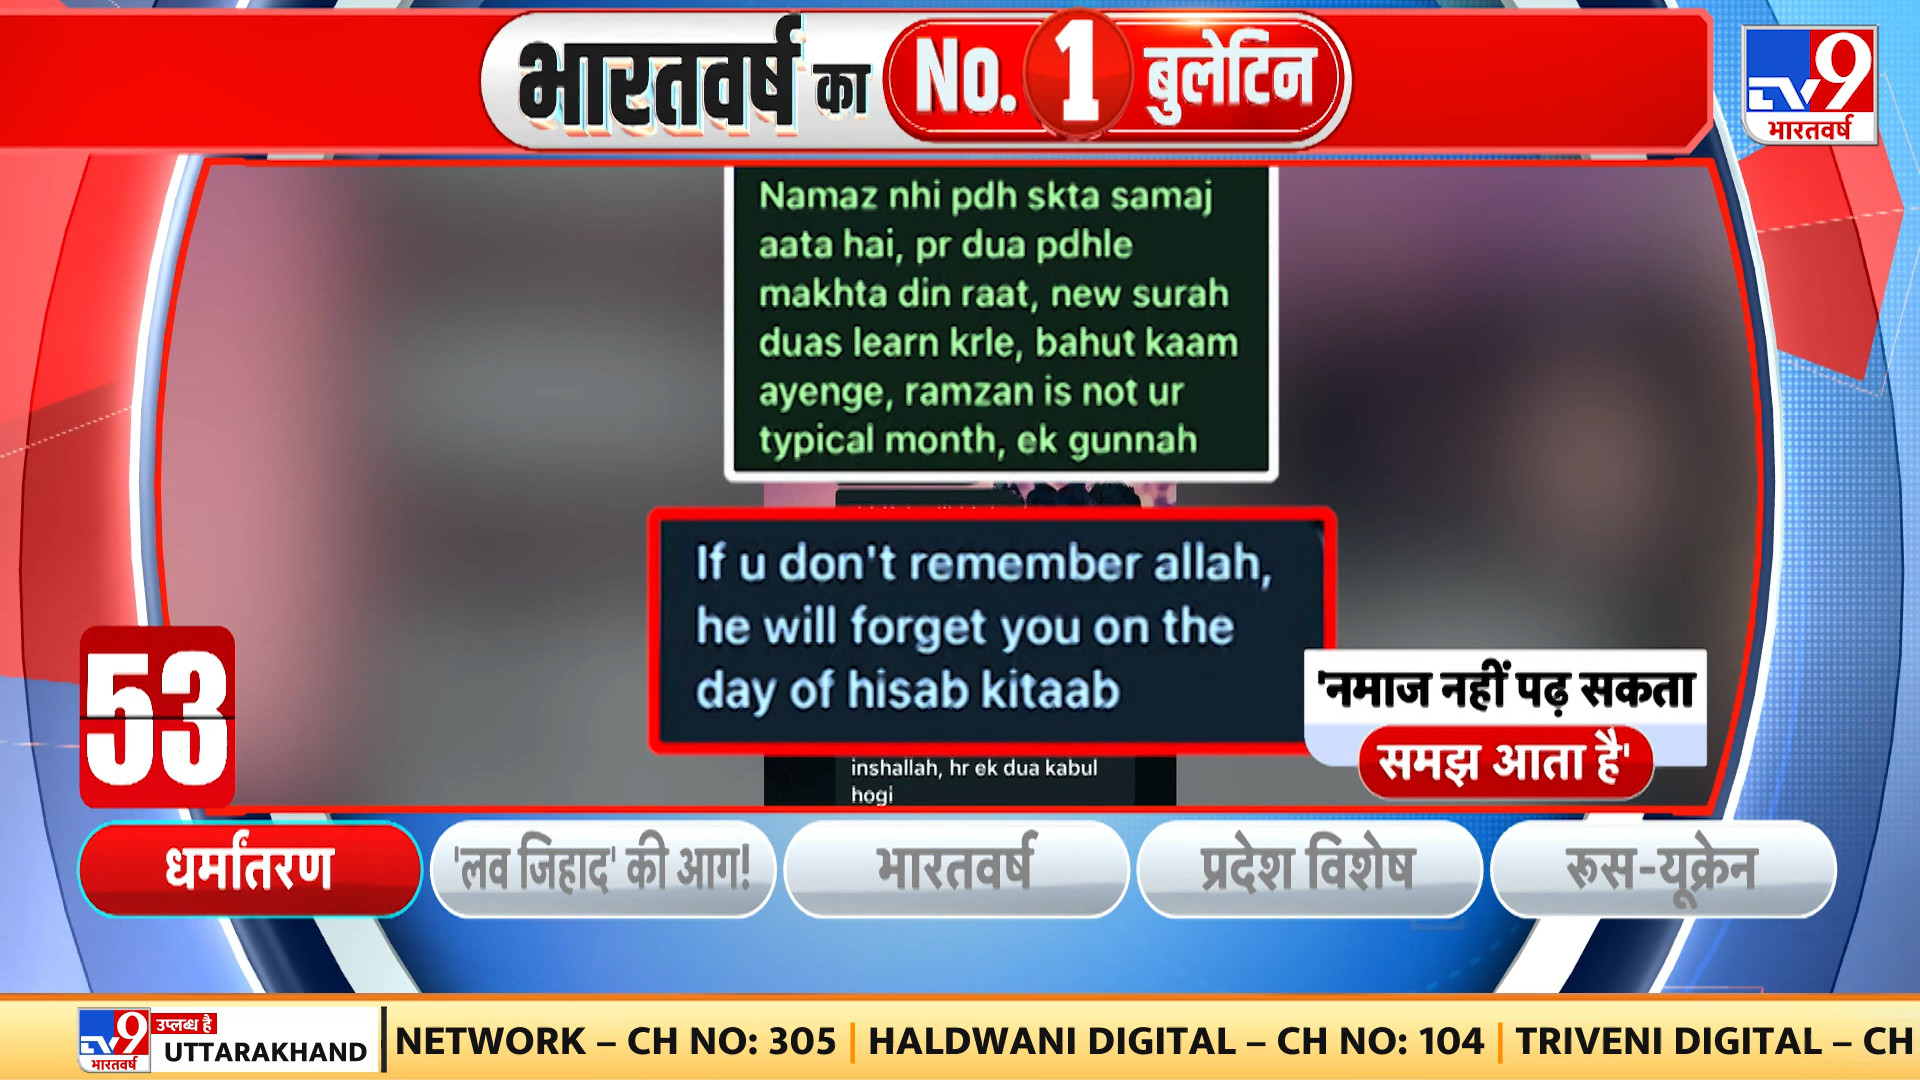 भारतवर्ष का No. 1 बुलेटिन
TV9
भारतवर्ष
Namaz nhi pdh skta samaj
aata hai, pr dua pdhle
makhta din raat, new surah
duas learn krle, bahut kaam
ayenge, ramzan is not ur
typical month, ek gunnah
If u don't remember allah,
he will forget you on the
day of hisab kitaab
inshallah, hr ek dua kabul
hogi
'नमाज नहीं पढ़ सकता
समझ आता है'
53
धर्मांतरण
'लव जिहाद' की आग!
भारतवर्ष
प्रदेश विशेष
रूस-यूक्रेन
TV9
भारतवर्ष
उप्लब्ध है
UTTARAKHAND
NETWORK – CH NO: 305 | HALDWANI DIGITAL – CH NO: 104 | TRIVENI DIGITAL – CH